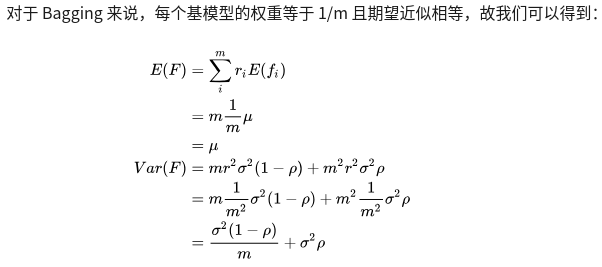 对于 Bagging 来说，每个基模型的权重等于 1/m 且期望近似相等，故我们可以得到：
E(F) = \sum_{i}^{m} r_i E(f_i)
= m \frac{1}{m} \mu
= \mu
Var(F) = mr^2\sigma^2(1 - \rho) + m^2r^2\sigma^2\rho
= m \frac{1}{m^2} \sigma^2(1 - \rho) + m^2 \frac{1}{m^2} \sigma^2\rho
= \frac{\sigma^2(1 - \rho)}{m} + \sigma^2\rho